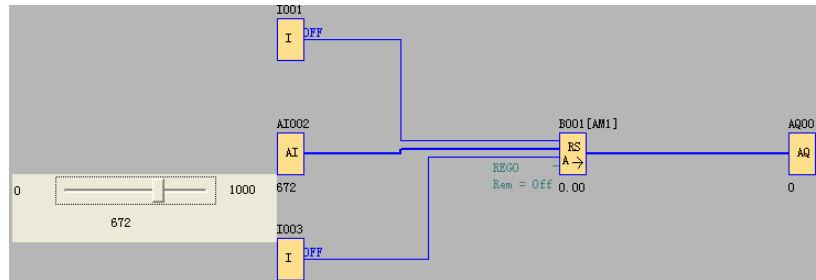 I001
I OFF
AI002
B001[AM1]
AQ00
AI
RS
A→
AQ
REG0
Rem = Off
0 1000
672
672
0.00
0
I003
I OFF